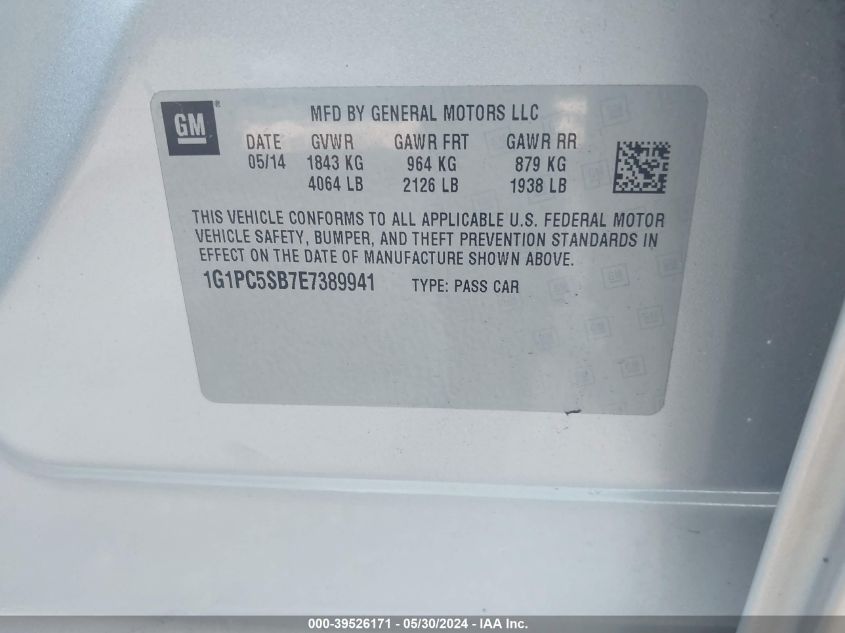 GM
MFD BY GENERAL MOTORS LLC
DATE GVWR GAWR FRT GAWR RR
05/14 1843 KG 964 KG 879 KG
4064 LB 2126 LB 1938 LB
THIS VEHICLE CONFORMS TO ALL APPLICABLE U.S. FEDERAL MOTOR
VEHICLE SAFETY, BUMPER, AND THEFT PREVENTION STANDARDS IN
EFFECT ON THE DATE OF MANUFACTURE SHOWN ABOVE.
1G1PC5SB7E7389941 TYPE: PASS CAR
000-39526171 - 05/30/2024 - IAA Inc.